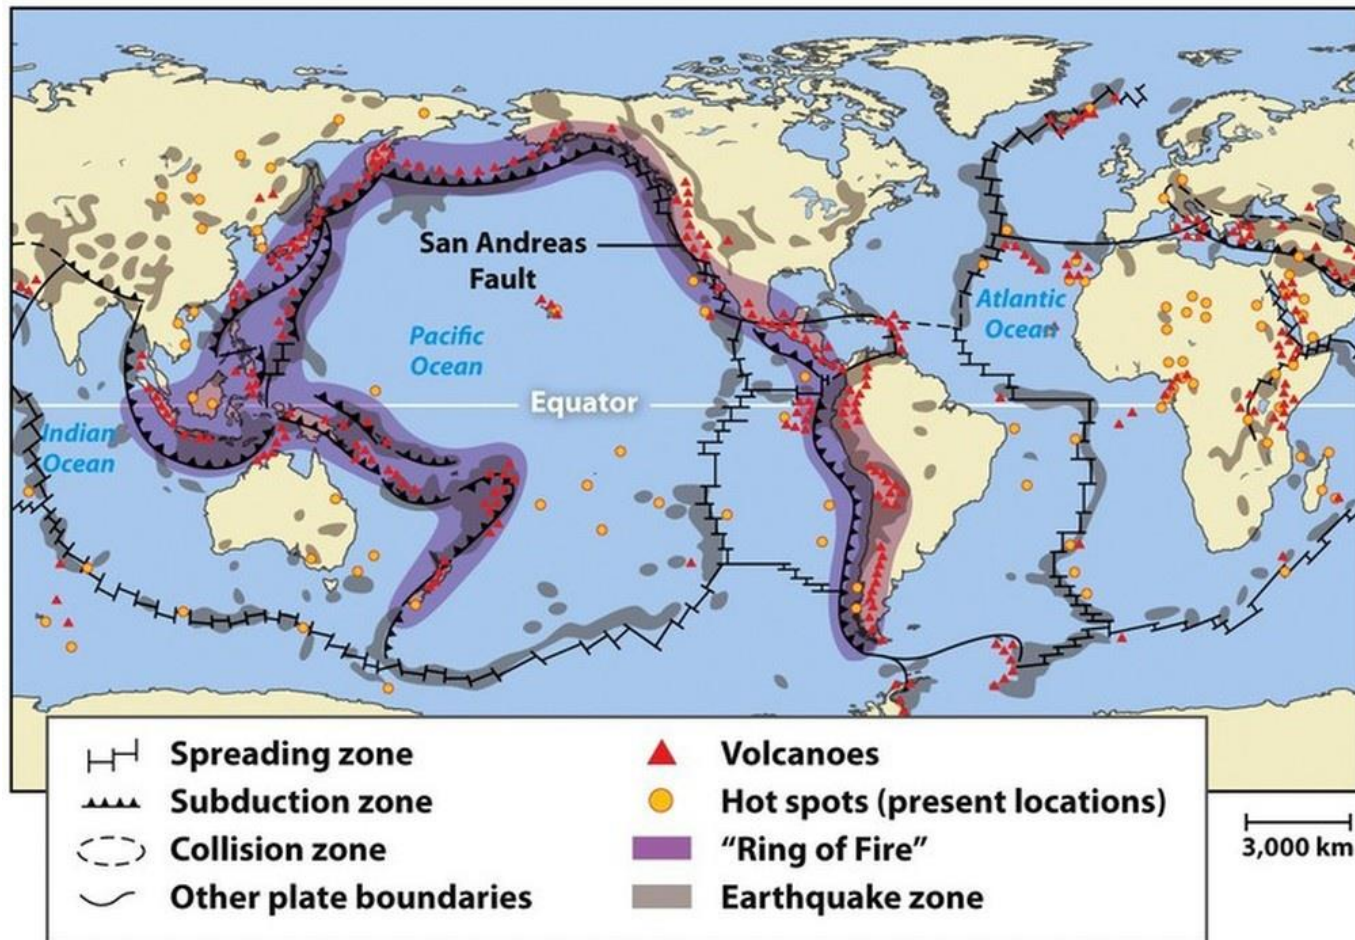 San Andreas
Fault
Pacific
Ocean
Atlantic
Ocean
Equator
Indian
Ocean
Spreading zone
Subduction zone
Collision zone
Other plate boundaries
Volcanoes
Hot spots (present locations)
“Ring of Fire”
Earthquake zone
3,000 km